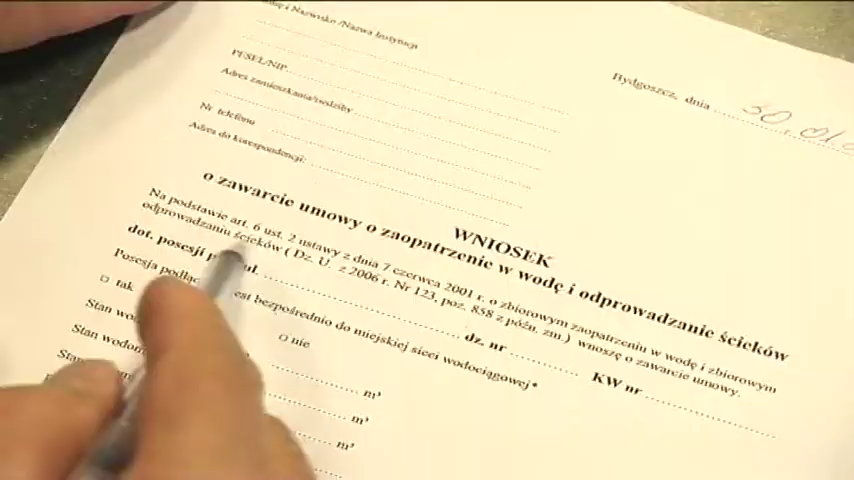 i Nazwisko /Nazwa Instytucji
PESEL/NIP
Adres zamieszkania/siedziby
Nr telefonu
Adres do korespondencji:
Bydgoszcz, dnia 30, 01
WNIOSEK
o zawarcie umowy o zaopatrzenie w wodę i odprowadzanie ścieków
Na podstawie art. 6 ust. 2 ustawy z dnia 7 czerwca 2001 r. o zbiorowym zaopatrzeniu w wodę i zbiorowym
odprowadzaniu ścieków ( Dz. U. z 2006 r. Nr 123, poz. 858 z późn. zm.) wnoszę o zawarcie umowy.
dot. posesji ul. dz. nr KW nr
Posesja jest bezpośrednio do miejskiej sieci wodociągowej*
□ tak □ nie
Stan m³
Stan m³
Stan m³